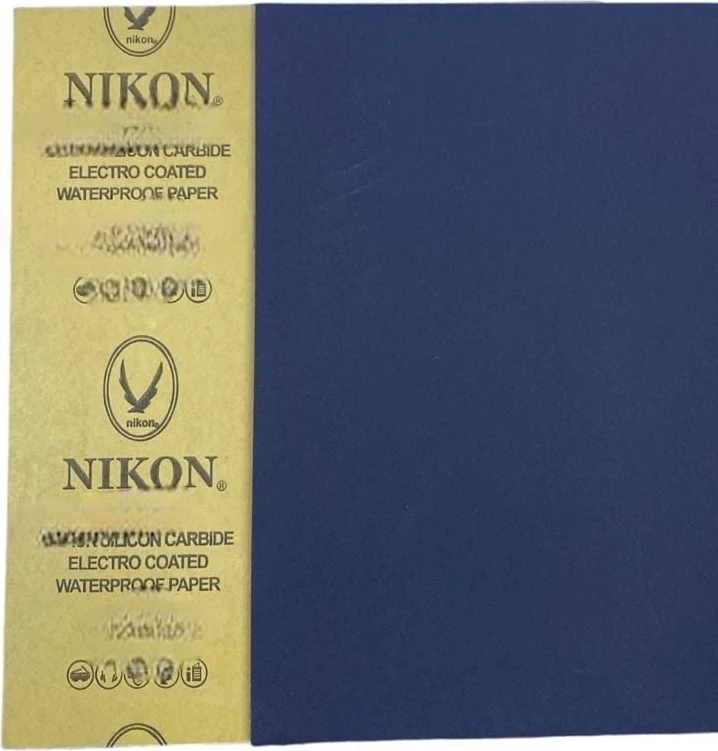 nikon®
NIKON®
CARBIDE
ELECTRO COATED
WATERPROOF PAPER
nikon®
NIKON®
SILICON CARBIDE
ELECTRO COATED
WATERPROOF PAPER